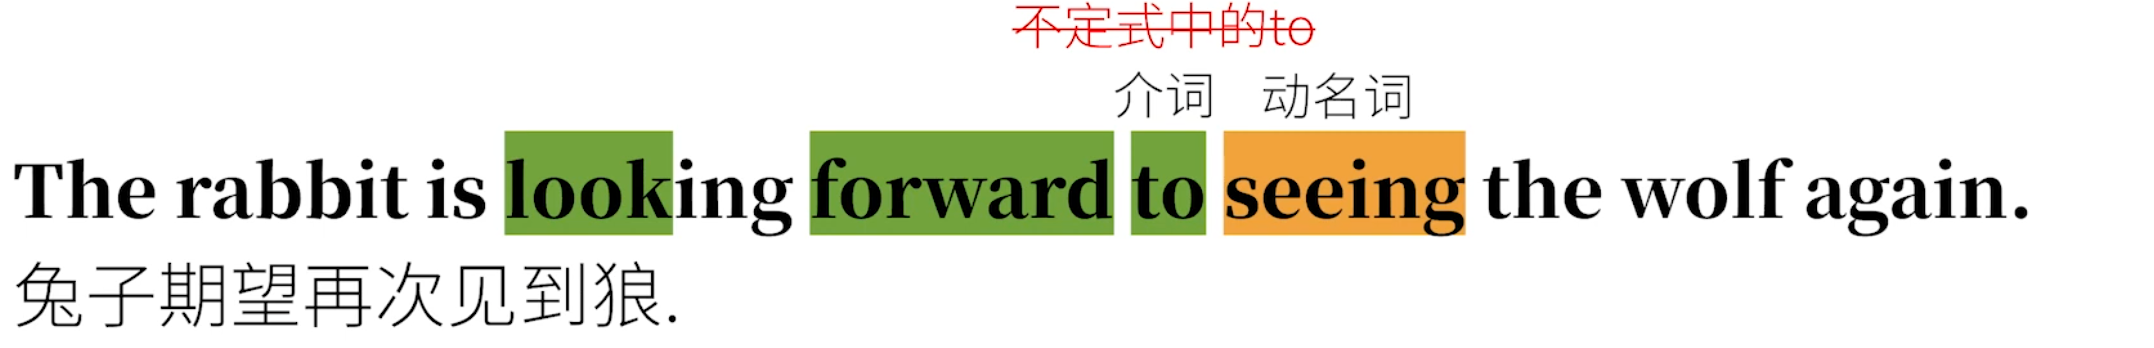 不定式中的to
介词 动名词
The rabbit is looking forward to seeing the wolf again.
兔子期望再次见到狼.